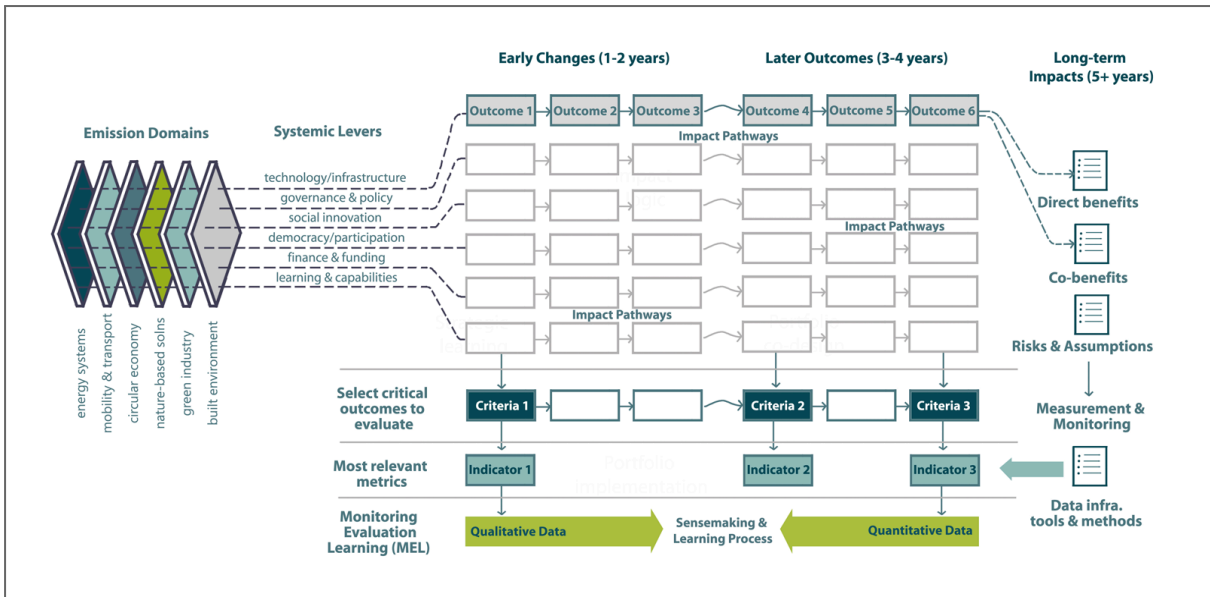 Early Changes (1-2 years)
Later Outcomes (3-4 years)
Long-term
Impacts (5+ years)
Emission Domains
Systemic Levers
Outcome 1
Outcome 2
Outcome 3
Outcome 4
Outcome 5
Outcome 6
Impact Pathways
technology/infrastructure
governance & policy
social innovation
democracy/participation
finance & funding
learning & capabilities
Impact Pathways
Impact Pathways
Direct benefits
Co-benefits
Risks & Assumptions
Measurement &
Monitoring
Data infra.
tools & methods
energy systems
mobility & transport
circular economy
nature-based solns
green industry
built environment
Select critical
outcomes to
evaluate
Criteria 1
Criteria 2
Criteria 3
Most relevant
metrics
Indicator 1
Indicator 2
Indicator 3
Portfolio
implementation
Monitoring
Evaluation
Learning (MEL)
Qualitative Data
Sensemaking &
Learning Process
Quantitative Data